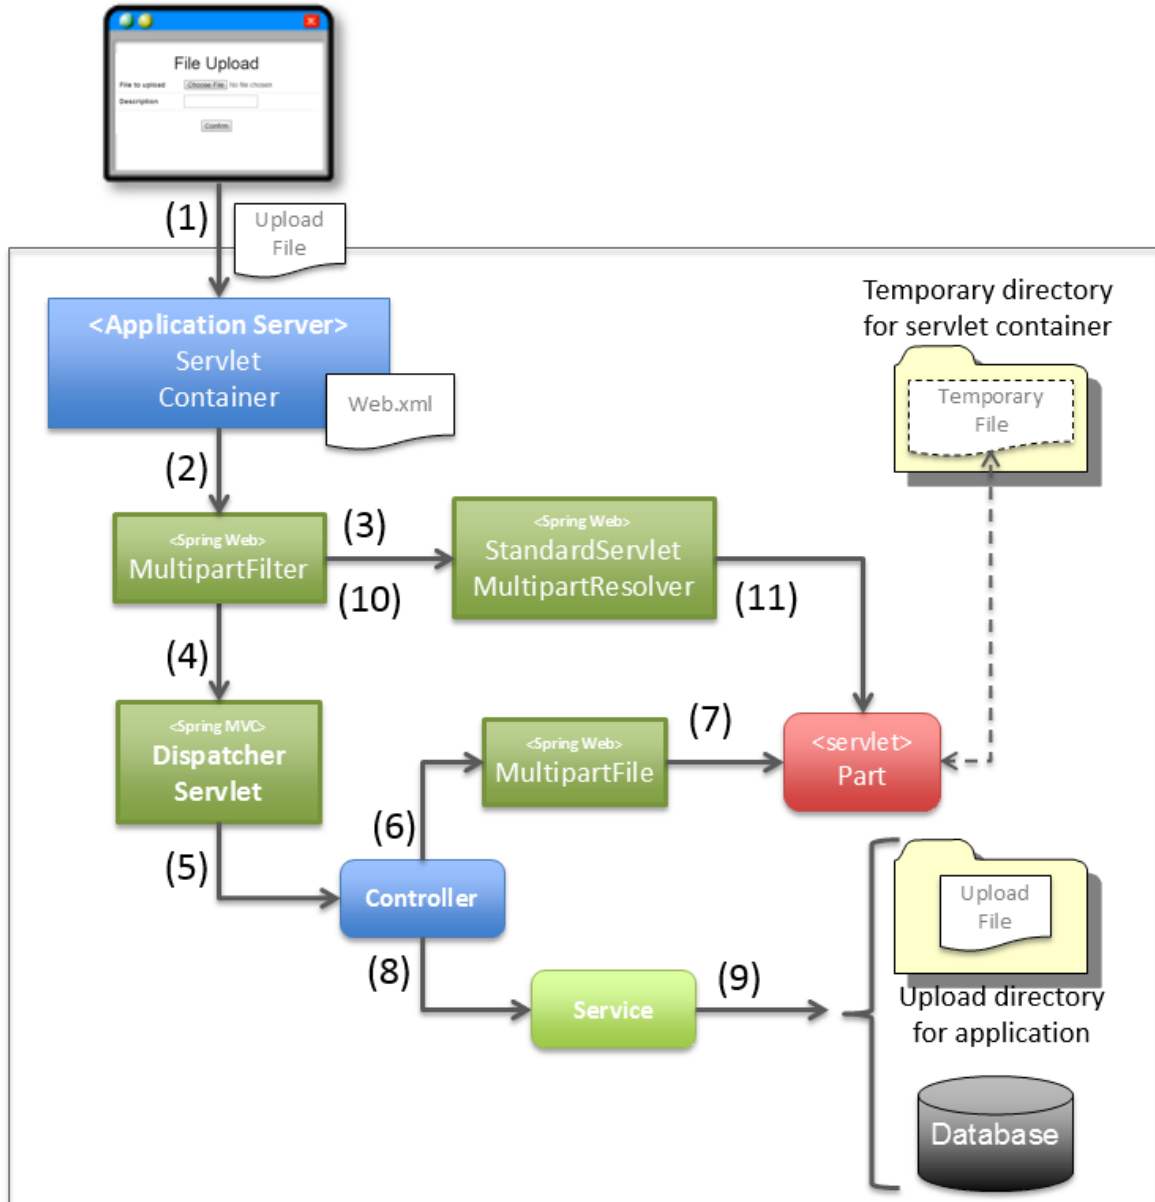 File Upload
File to upload Choose File No file chosen
Description
Confirm
(1)
Upload
File
<Application Server>
Servlet
Container
Web.xml
Temporary directory
for servlet container
Temporary
File
(2)
<Spring Web>
MultipartFilter
(3)
(10)
<Spring Web>
StandardServlet
MultipartResolver
(11)
(4)
<Spring MVC>
Dispatcher
Servlet
<Spring Web>
MultipartFile
(7)
<servlet>
Part
(5)
(6)
Controller
(8)
Service
(9)
Upload
File
Upload directory
for application
Database